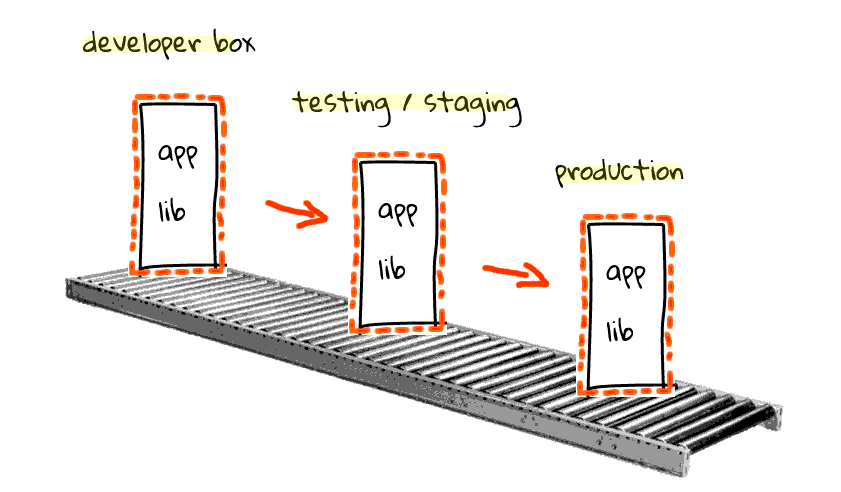 developer box
app
lib
testing / staging
app
lib
production
app
lib